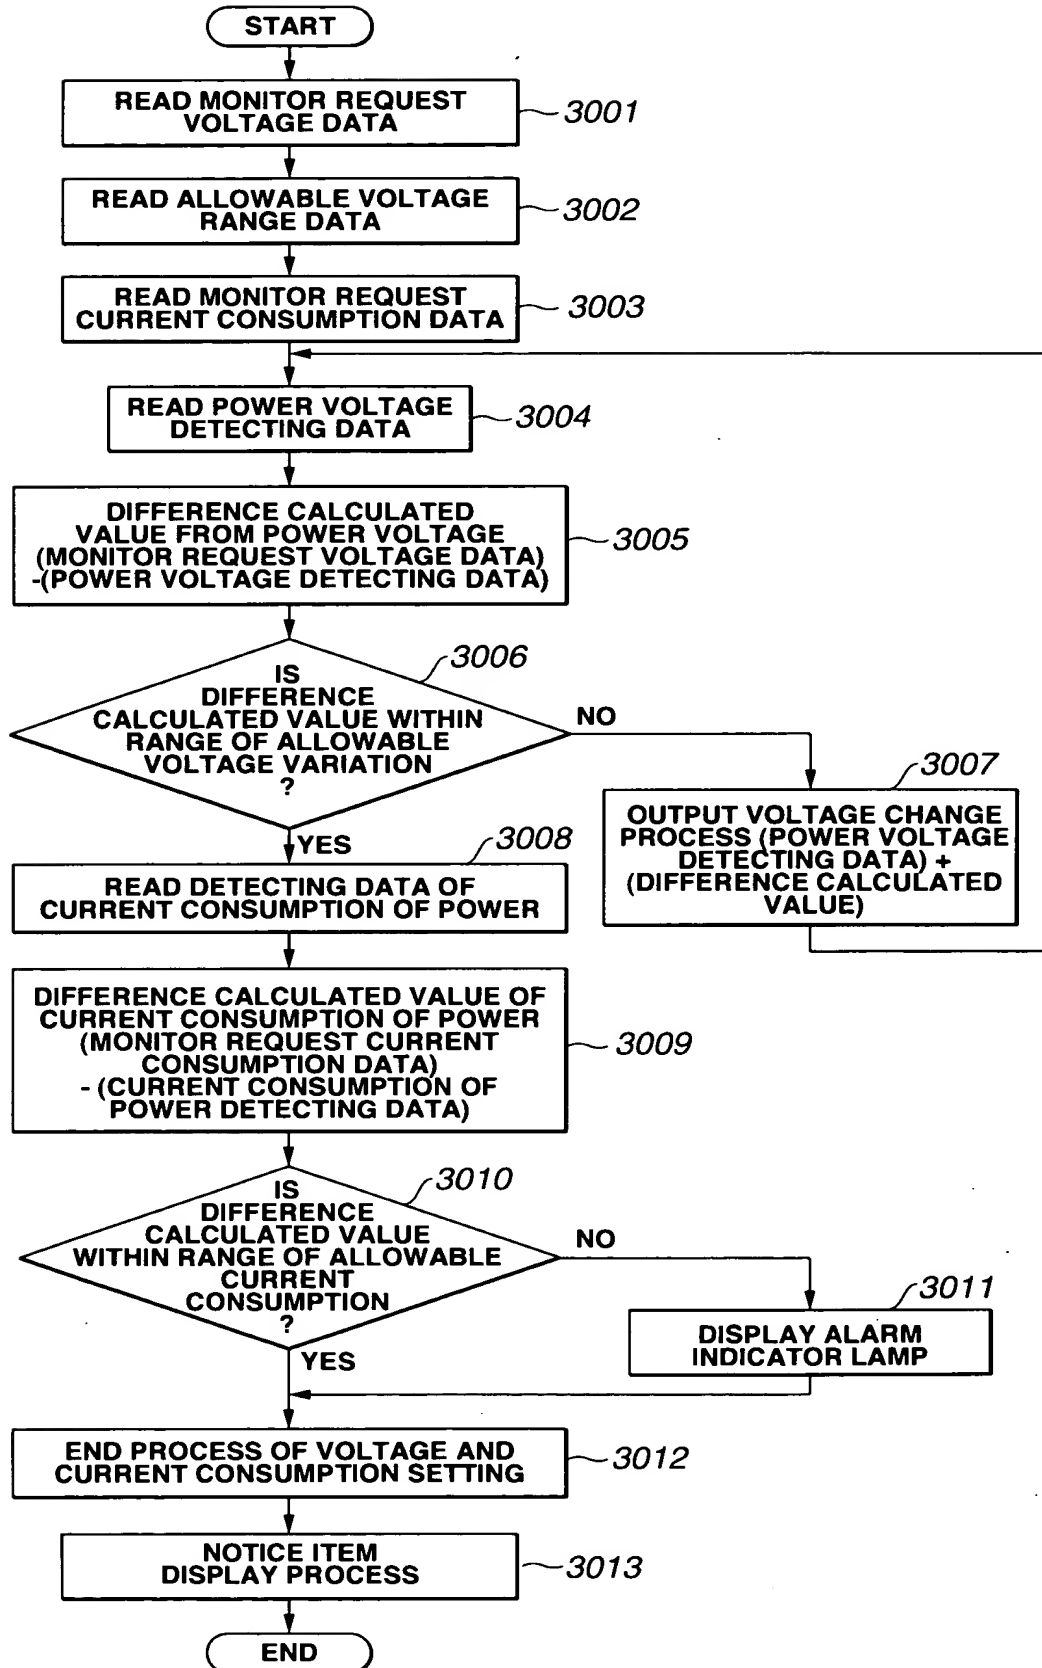 START
READ MONITOR REQUEST
VOLTAGE DATA
3001
READ ALLOWABLE VOLTAGE
RANGE DATA
3002
READ MONITOR REQUEST
CURRENT CONSUMPTION DATA
3003
READ POWER VOLTAGE
DETECTING DATA
3004
DIFFERENCE CALCULATED
VALUE FROM POWER VOLTAGE
(MONITOR REQUEST VOLTAGE DATA)
-(POWER VOLTAGE DETECTING DATA)
3005
IS
DIFFERENCE
CALCULATED VALUE WITHIN
RANGE OF ALLOWABLE
VOLTAGE VARIATION
?
3006
NO
3007
OUTPUT VOLTAGE CHANGE
PROCESS (POWER VOLTAGE
DETECTING DATA) +
(DIFFERENCE CALCULATED
VALUE)
YES
3008
READ DETECTING DATA OF
CURRENT CONSUMPTION OF POWER
DIFFERENCE CALCULATED VALUE OF
CURRENT CONSUMPTION OF POWER
(MONITOR REQUEST CURRENT
CONSUMPTION DATA)
- (CURRENT CONSUMPTION OF
POWER DETECTING DATA)
3009
IS
DIFFERENCE
CALCULATED VALUE
WITHIN RANGE OF ALLOWABLE
CURRENT
CONSUMPTION
?
3010
NO
3011
DISPLAY ALARM
INDICATOR LAMP
YES
END PROCESS OF VOLTAGE AND
CURRENT CONSUMPTION SETTING
3012
NOTICE ITEM
DISPLAY PROCESS
3013
END